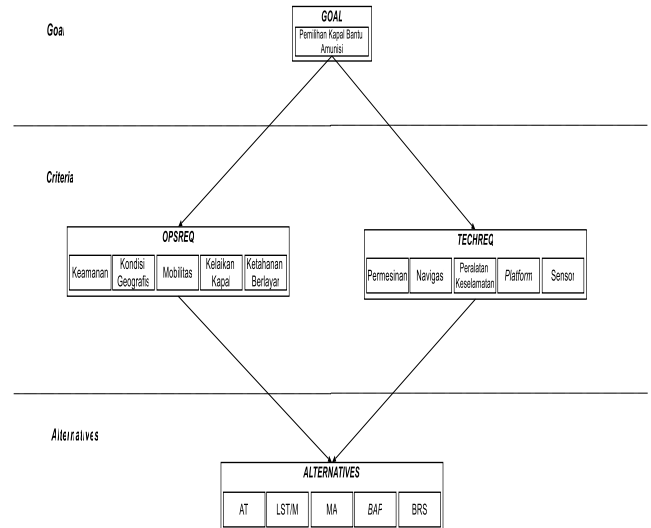 GOAL
Goal
Pemilihan Kapal Bantu
Amunisi
Criteria
OPSREQ
Keamanan
Kondisi
Geografis
Mobilitas
Kelaikan
Kapal
Ketahanan
Berlayar
TECHREQ
Permesinan
Navigas
Peralatan
Keselamatan
Platform
Sensor
Alternatives
ALTERNATIVES
AT
LST/M
MA
BAF
BRS